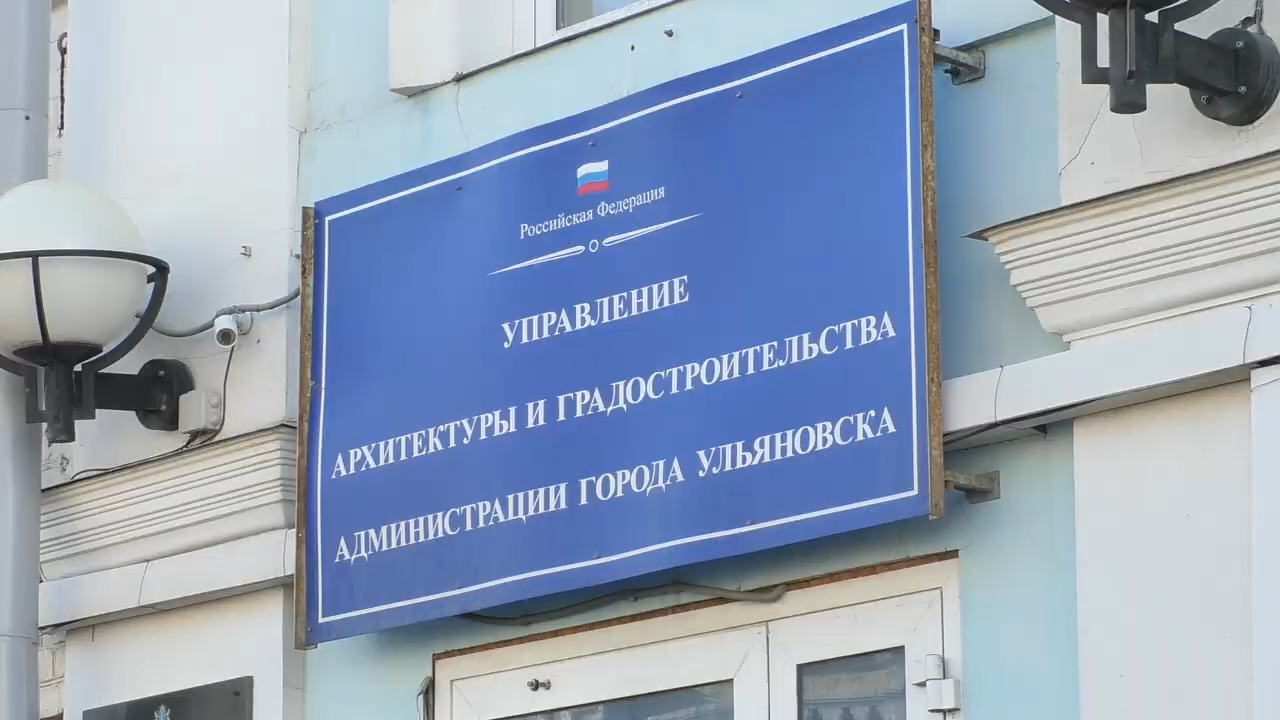 Российская Федерация
УПРАВЛЕНИЕ
АРХИТЕКТУРЫ И ГРАДОСТРОИТЕЛЬСТВА
АДМИНИСТРАЦИИ ГОРОДА УЛЬЯНОВСКА